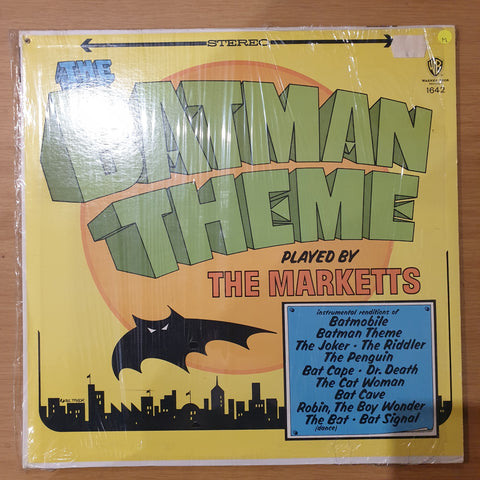 STEREO
M
WB
WARNER BROS
1642
THE
BATMAN
THEME
PLAYED BY
THE MARKETTS
instrumental renditions of
Batmobile
Batman Theme
The Joker · The Riddler
The Penguin
Bat Cape · Dr. Death
The Cat Woman
Bat Cave
Robin, The Boy Wonder
The Bat · Bat Signal
(dance)